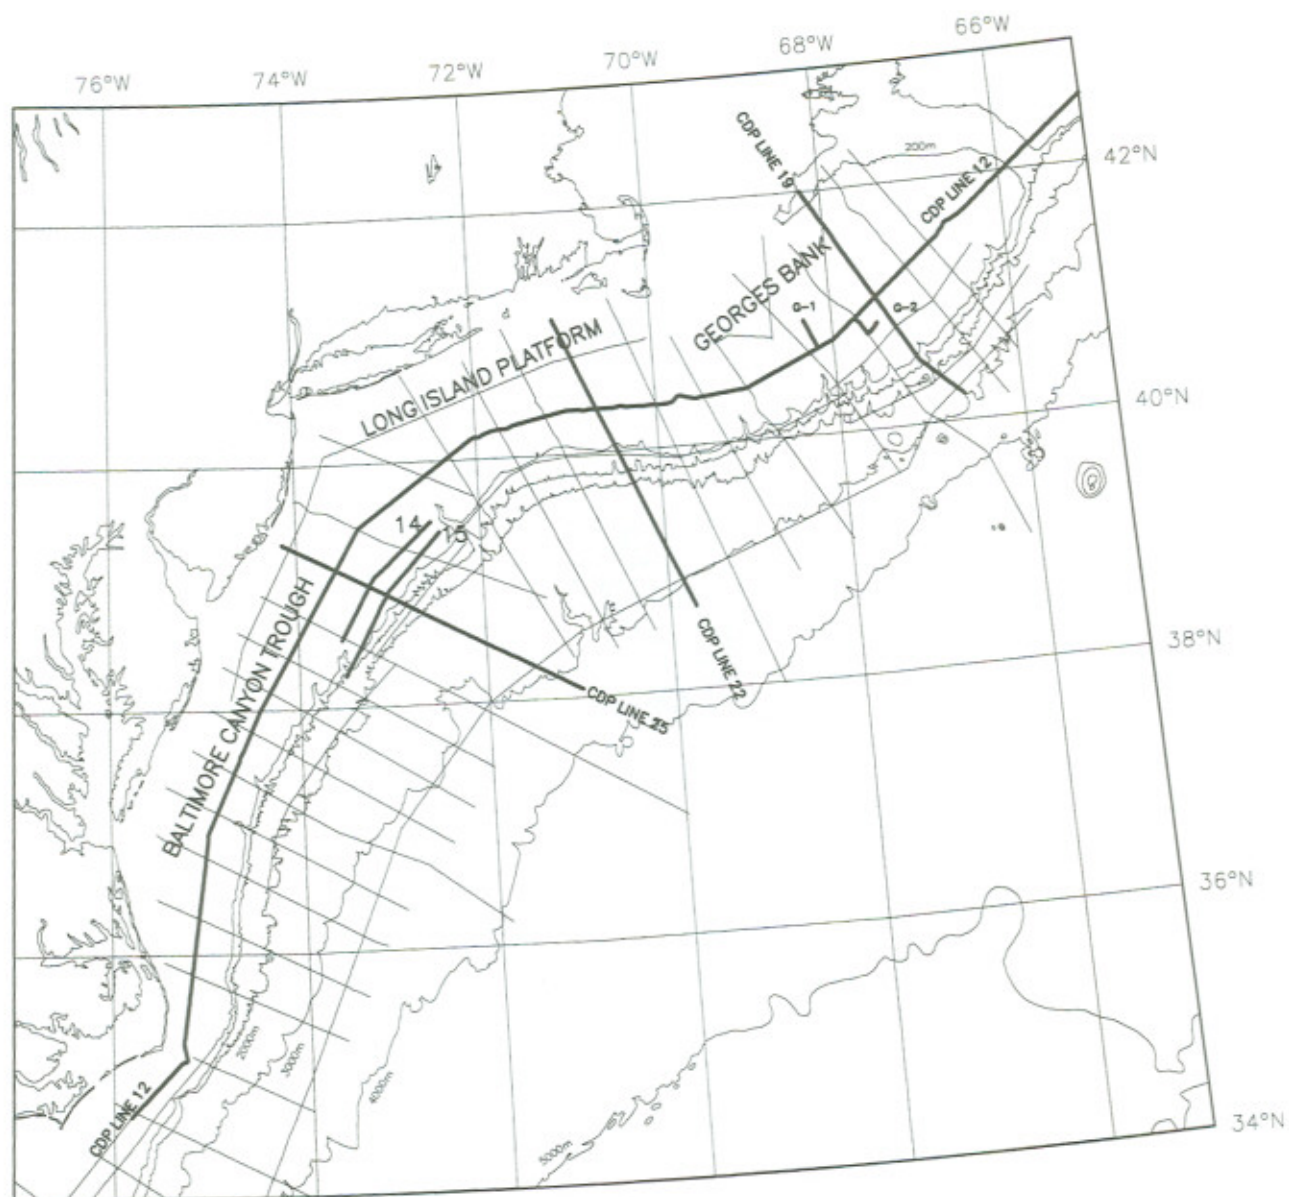 66°W
68°W
70°W
72°W
74°W
76°W
CDP LINE 19
200m
42°N
CDP LINE 12
GEORGES BANK
G-1
G-2
LONG ISLAND PLATFORM
40°N
14
15
BALTIMORE CANYON TROUGH
CDP LINE 22
38°N
CDP LINE 25
36°N
2000m
3000m
4000m
CDP LINE 12
5000m
34°N